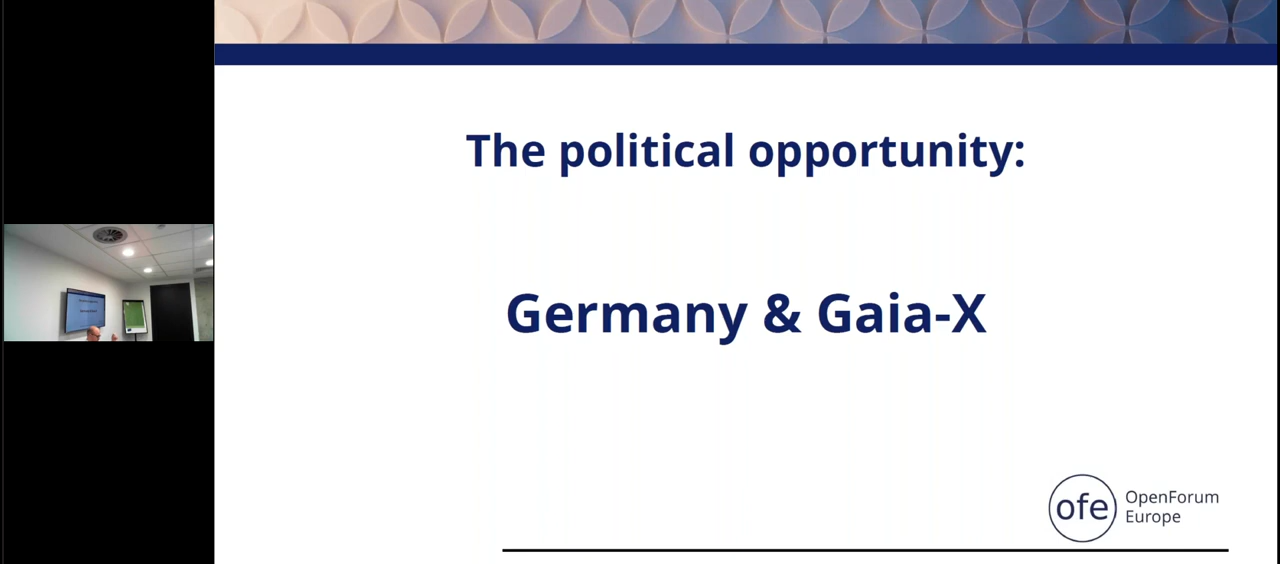 The political opportunity:
Germany & Gaia-X
ofe
OpenForum
Europe